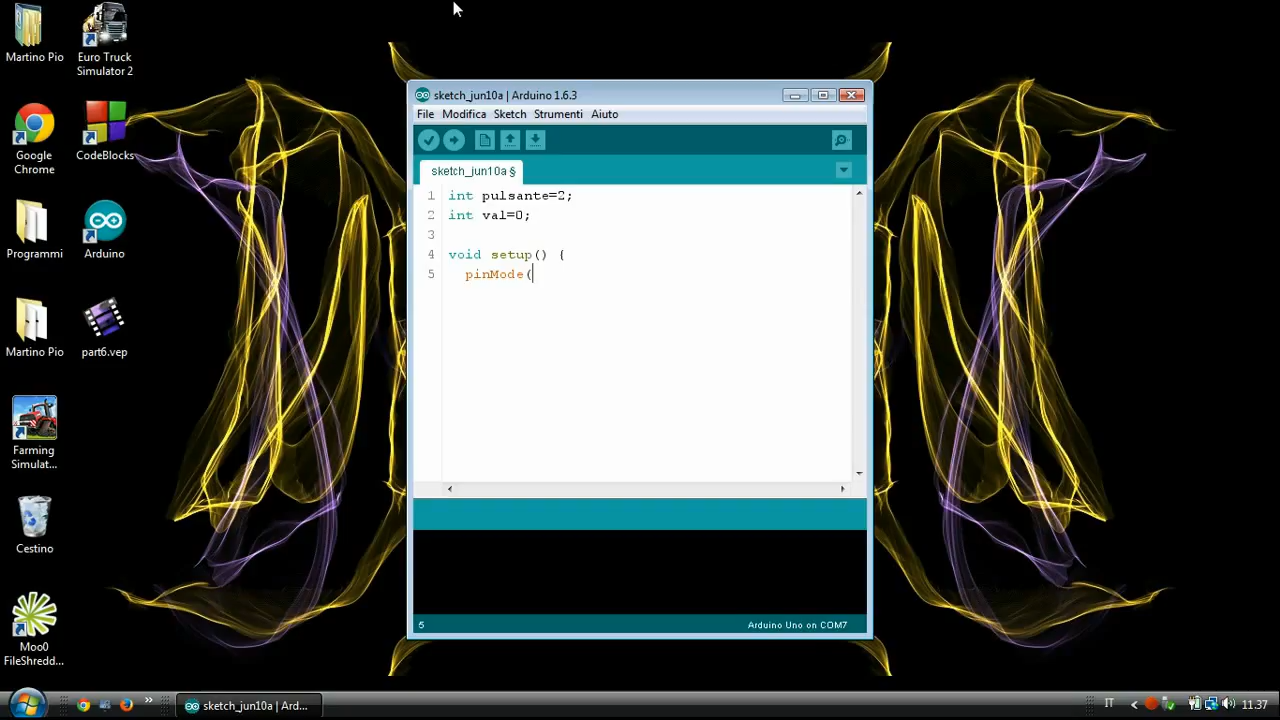 Martino Pio
Euro Truck
Simulator 2
Google
Chrome
CodeBlocks
Programmi
Arduino
Martino Pio
part6.vep
Farming
Simulat...
Cestino
Moo0
FileShredd...
sketch_jun10a | Arduino 1.6.3
File Modifica Sketch Strumenti Aiuto
sketch_jun10a §
1 int pulsante=2;
2 int val=0;
3
4 void setup() {
5 pinMode(
5 Arduino Uno on COM7
sketch_jun10a | Ard...
IT
11.37